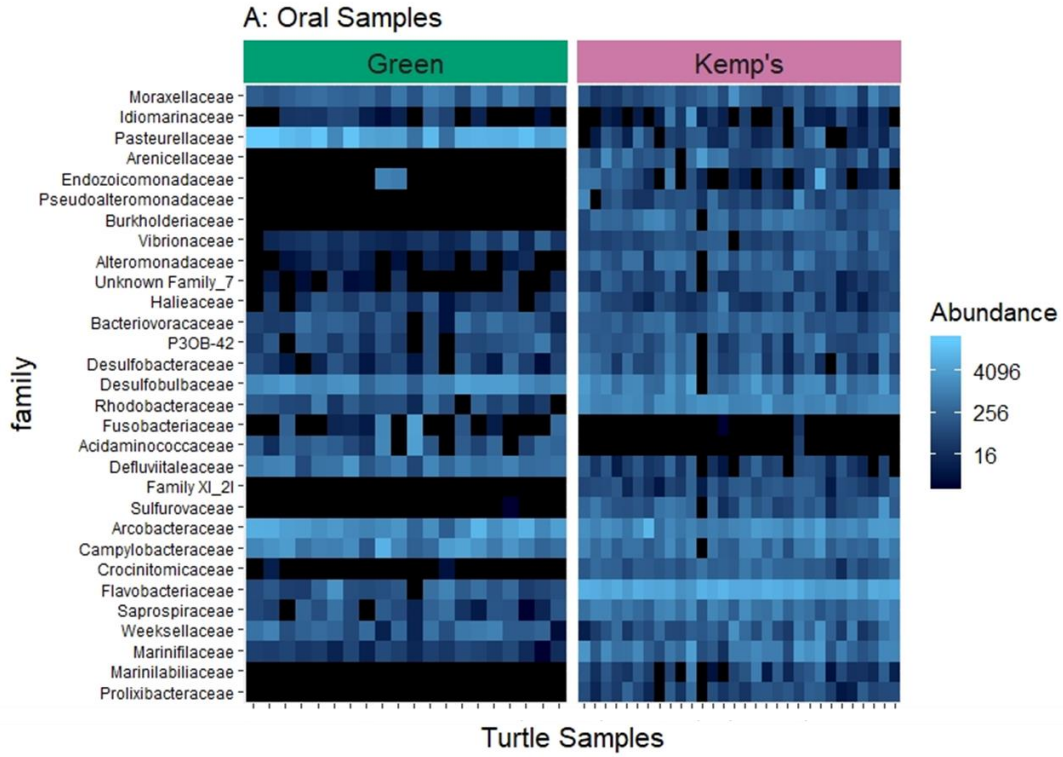 A: Oral Samples
Green
Kemp's
Moraxellaceae
Idiomarinaceae
Pasteurellaceae
Arenicellaceae
Endozoicomonadaceae
Pseudoalteromonadaceae
Burkholderiaceae
Vibrionaceae
Alteromonadaceae
Unknown Family_7
Halieaceae
Bacteriovoracaceae
P3OB-42
Desulfobacteraceae
Desulfobulbaceae
Rhodobacteraceae
Fusobacteriaceae
Acidaminococcaceae
Defluviitaleaceae
Family XI_2I
Sulfurovaceae
Arcobacteraceae
Campylobacteraceae
Crocinitomicaceae
Flavobacteriaceae
Saprospiraceae
Weeksellaceae
Marinifilaceae
Marinilabiliaceae
Prolixibacteraceae
family
Turtle Samples
Abundance
4096
256
16